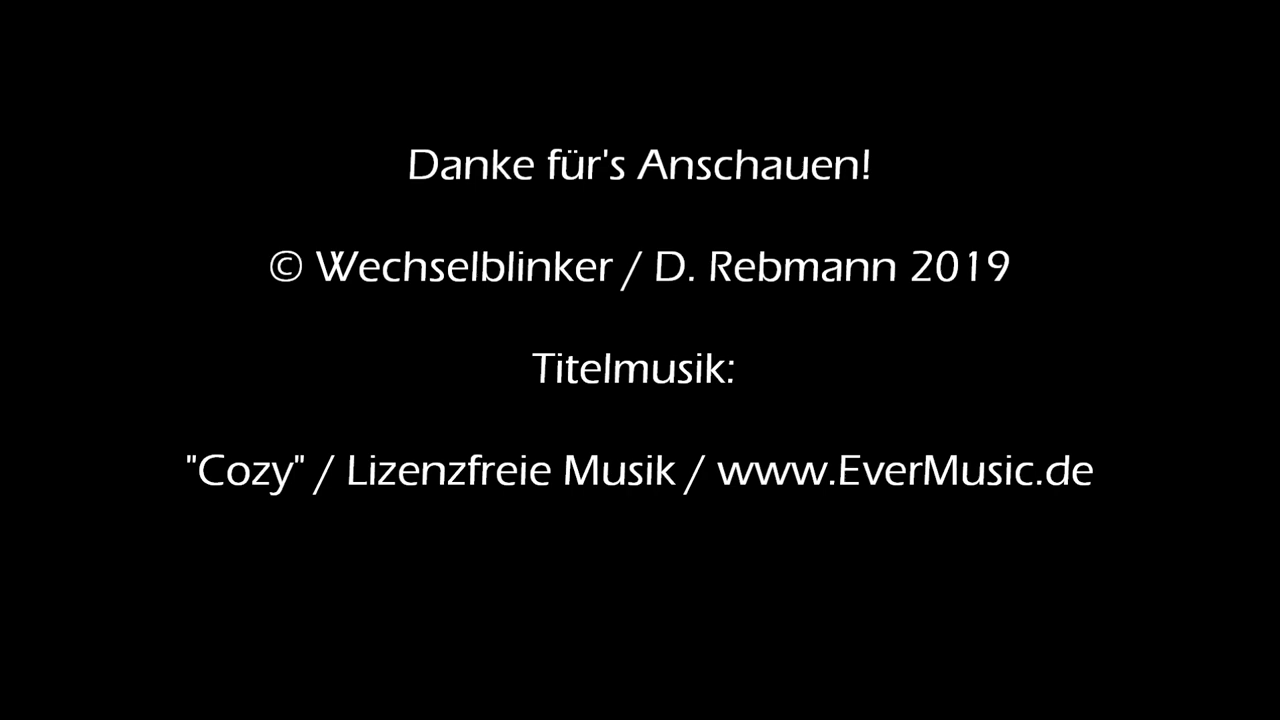 Danke für's Anschauen!
© Wechselblinker / D. Rebmann 2019
Titelmusik:
"Cozy" / Lizenzfreie Musik / www.EverMusic.de